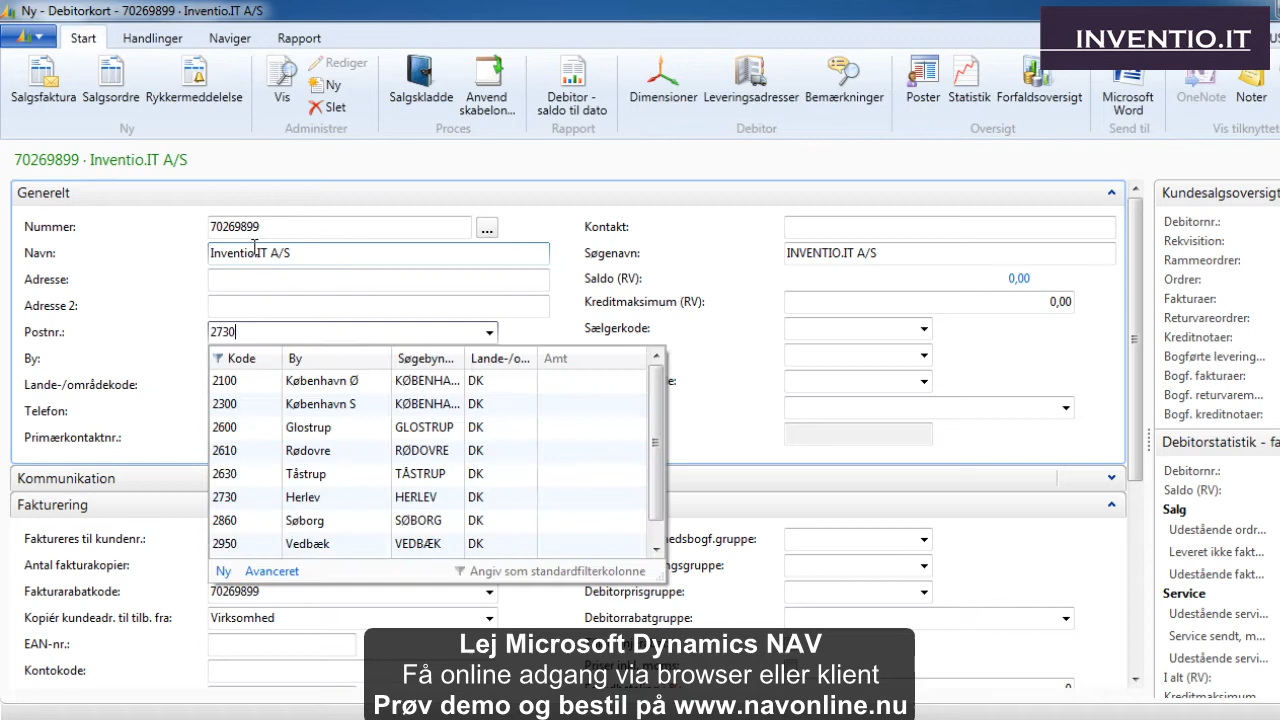 Ny - Debitorkort - 70269899 · Inventio.IT A/S
INVENTIO.IT
Start Handlinger Naviger Rapport
Salgsfaktura Salgsordre Rykkermeddelelse
Ny
Vis
Rediger
Ny
Slet
Administrer
Salgskladde Anvend skabelon...
Proces
Debitor - saldo til dato
Rapport
Dimensioner Leveringsadresser Bemærkninger
Debitor
Poster Statistik Forfaldsoversigt
Oversigt
Microsoft Word
Send til
OneNote Noter
Vis tilknyttet
70269899 · Inventio.IT A/S
Generelt
Nummer: 70269899 ...
Navn: Inventio.IT A/S
Adresse:
Adresse 2:
Postnr.: 2730
By:
Lande-/områdekode:
Telefon:
Primærkontaktnr.:
Kontakt:
Søgenavn: INVENTIO.IT A/S
Saldo (RV): 0,00
Kreditmaksimum (RV): 0,00
Sælgerkode:
Kode By Søgebyn... Lande-/o... Amt
2100 København Ø KØBENHA... DK
2300 København S KØBENHA... DK
2600 Glostrup GLOSTRUP DK
2610 Rødovre RØDOVRE DK
2630 Tåstrup TÅSTRUP DK
2730 Herlev HERLEV DK
2860 Søborg SØBORG DK
2950 Vedbæk VEDBÆK DK
Ny Avanceret Angiv som standardfilterkolonne
Kommunikation
Fakturering
Faktureres til kundenr.:
Antal fakturakopier:
Fakturarabatkode: 70269899
Kopiér kundeadr. til tilb. fra: Virksomhed
EAN-nr.:
Kontokode:
Debitorprisgruppe:
Debitorrabatgruppe:
Kundesalgsoversigt
Debitornr.:
Rekvisition:
Rammeordrer:
Ordrer:
Fakturaer:
Returvareordrer:
Kreditnotaer:
Bogførte levering...
Bogf. fakturaer:
Bogf. returvarem...
Bogf. kreditnotaer:
Debitorstatistik - fa
Debitornr.:
Saldo (RV):
Salg
Udestående ordr...
Leveret ikke fakt...
Udestående fakt...
Service
Udestående servi...
Service sendt, m...
Udestående servi...
I alt (RV):
Kreditmaksimum
Lej Microsoft Dynamics NAV
Få online adgang via browser eller klient
Prøv demo og bestil på www.navonline.nu